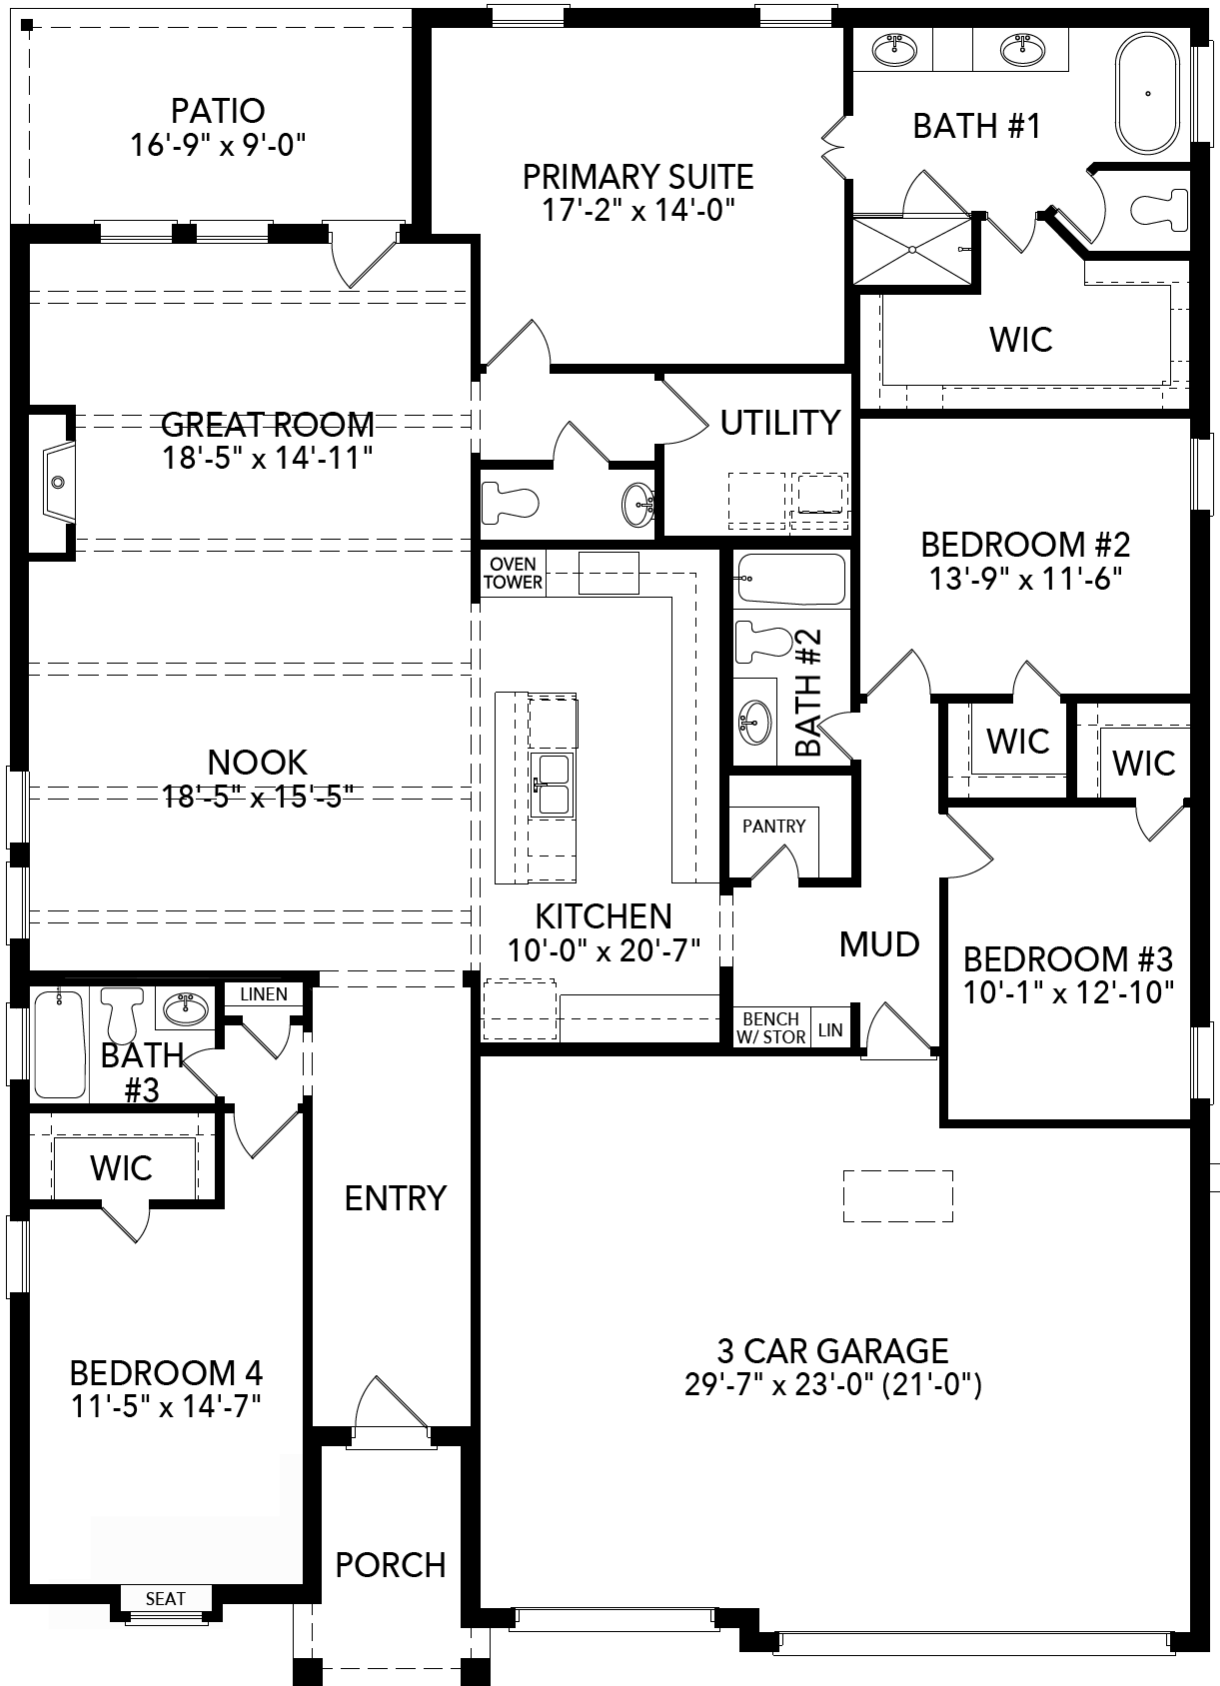 PATIO
16'-9" x 9'-0"
PRIMARY SUITE
17'-2" x 14'-0"
BATH #1
WIC
GREAT ROOM
18'-5" x 14'-11"
UTILITY
BEDROOM #2
13'-9" x 11'-6"
OVEN
TOWER
BATH #2
NOOK
18'-5" x 15'-5"
WIC
WIC
PANTRY
KITCHEN
10'-0" x 20'-7"
MUD
BEDROOM #3
10'-1" x 12'-10"
LINEN
BENCH
W/ STOR
LIN
BATH
#3
WIC
ENTRY
3 CAR GARAGE
29'-7" x 23'-0" (21'-0")
BEDROOM 4
11'-5" x 14'-7"
PORCH
SEAT